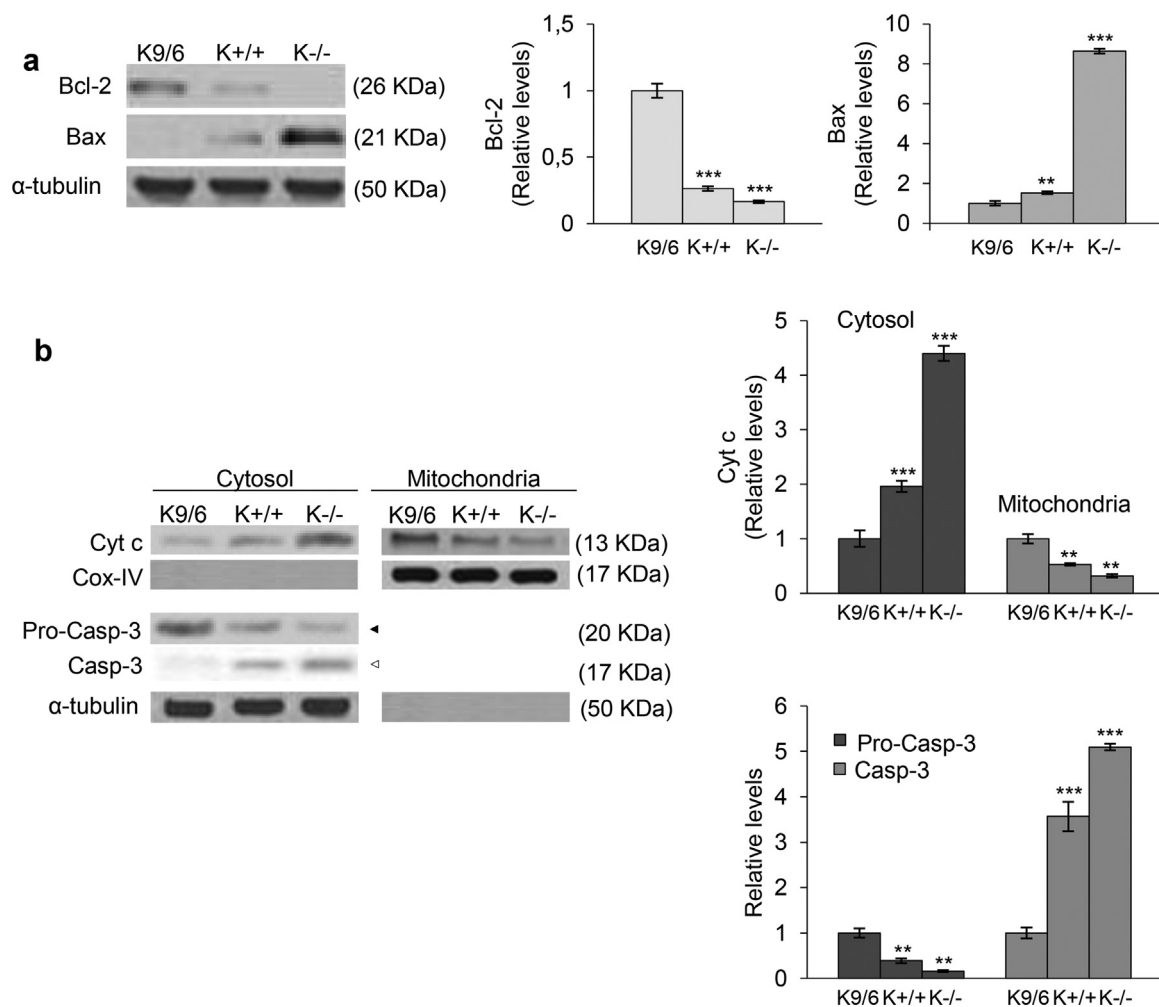 a
K9/6 K+/+ K-/-
Bcl-2 (26 KDa)
Bax (21 KDa)
α-tubulin (50 KDa)
Bcl-2
(Relative levels)
1,5
1
0,5
0
***
***
K9/6 K+/+ K-/-
Bax
(Relative levels)
10
8
6
4
2
0
**
***
K9/6 K+/+ K-/-
b
Cytosol Mitochondria
K9/6 K+/+ K-/- K9/6 K+/+ K-/-
Cyt c (13 KDa)
Cox-IV (17 KDa)
Pro-Casp-3 (20 KDa)
Casp-3 (17 KDa)
α-tubulin (50 KDa)
Cyt c
(Relative levels)
5
4
3
2
1
0
Cytosol
***
***
Mitochondria
**
**
K9/6 K+/+ K-/- K9/6 K+/+ K-/-
Relative levels
6
5
4
3
2
1
0
Pro-Casp-3
Casp-3
**
**
***
***
K9/6 K+/+ K-/- K9/6 K+/+ K-/-